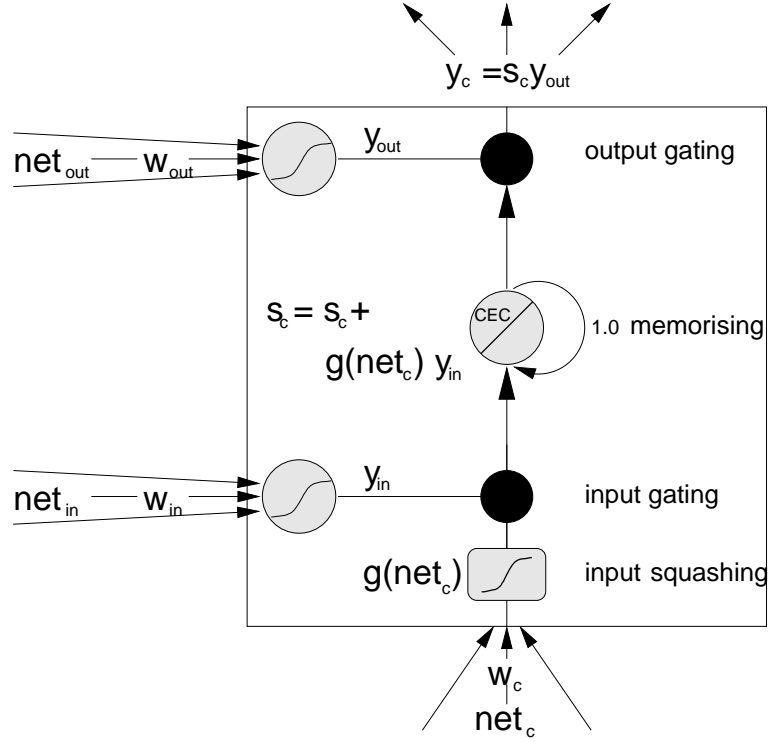 y_c = s_c y_out
y_out
output gating
net_out w_out
CEC
s_c = s_c +
1.0 memorising
g(net_c) y_in
y_in
net_in w_in
input gating
g(net_c)
input squashing
w_c
net_c